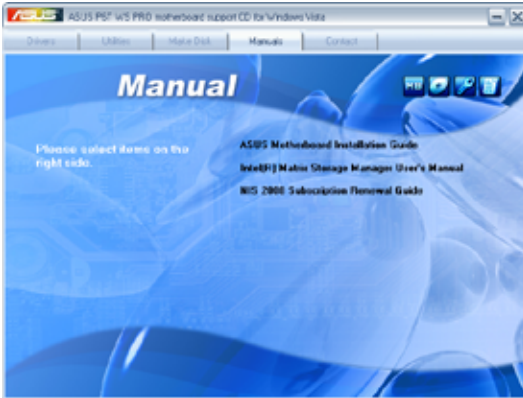 ASUS
ASUS P5T WS PRO motherboard support CD for Windows Vista
Drivers
Utilities
Make Disk
Manuals
Contact
Manual
Please select items on the
right side.
ASUS Motherboard Installation Guide
Intel(R) Matrix Storage Manager User's Manual
NIS 2008 Subscription Renewal Guide